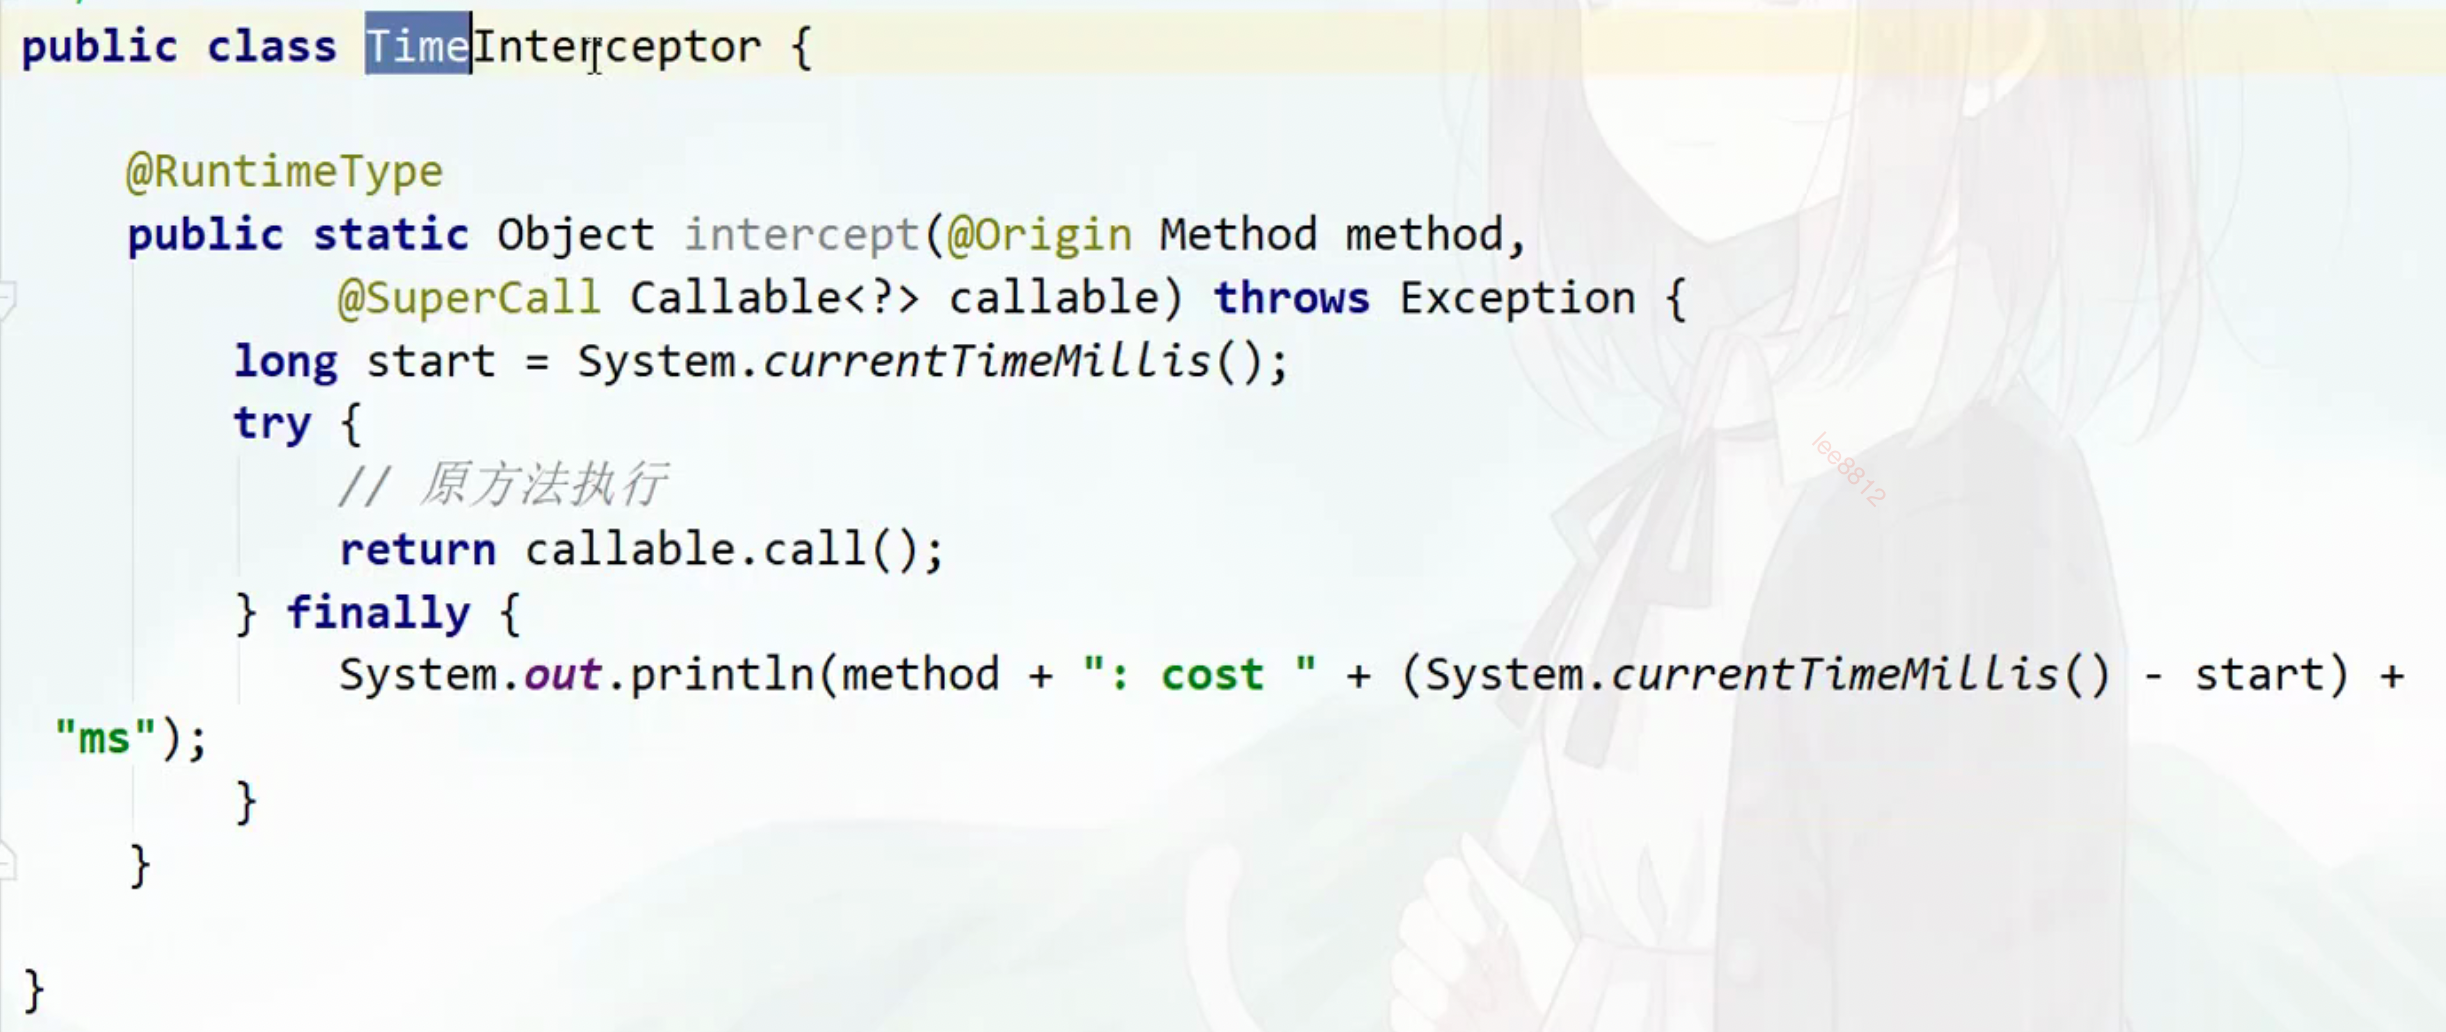 public class TimeInterceptor {
@RuntimeType
public static Object intercept(@Origin Method method,
@SuperCall Callable<?> callable) throws Exception {
long start = System.currentTimeMillis();
try {
// 原方法执行
return callable.call();
} finally {
System.out.println(method + ": cost " + (System.currentTimeMillis() - start) +
"ms");
}
}
}
lee8812